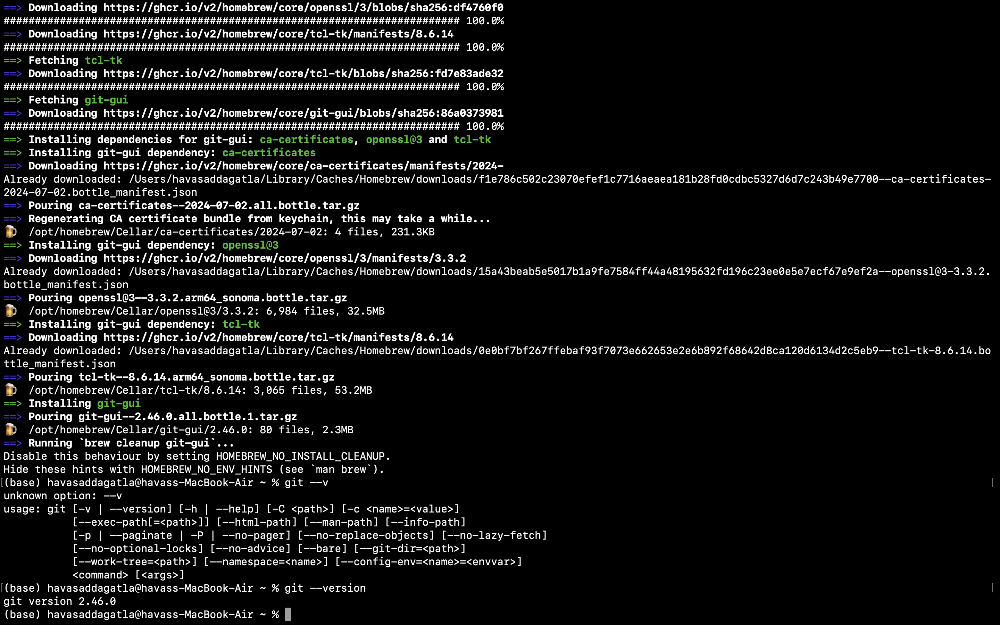 ==> Downloading https://ghcr.io/v2/homebrew/core/openssl/3/blobs/sha256:df4760f0
######################################################################### 100.0%
==> Downloading https://ghcr.io/v2/homebrew/core/tcl-tk/manifests/8.6.14
######################################################################### 100.0%
==> Fetching tcl-tk
==> Downloading https://ghcr.io/v2/homebrew/core/tcl-tk/blobs/sha256:fd7e83ade32
######################################################################### 100.0%
==> Fetching git-gui
==> Downloading https://ghcr.io/v2/homebrew/core/git-gui/blobs/sha256:86a0373981
######################################################################### 100.0%
==> Installing dependencies for git-gui: ca-certificates, openssl@3 and tcl-tk
==> Installing git-gui dependency: ca-certificates
==> Downloading https://ghcr.io/v2/homebrew/core/ca-certificates/manifests/2024-
Already downloaded: /Users/havasaddagatla/Library/Caches/Homebrew/downloads/f1e786c502c23070efef1c7716aeaea181b28fd0cdbc5327d6d7c243b49e7700--ca-certificates-
2024-07-02.bottle_manifest.json
==> Pouring ca-certificates--2024-07-02.all.bottle.tar.gz
==> Regenerating CA certificate bundle from keychain, this may take a while...
🍺  /opt/homebrew/Cellar/ca-certificates/2024-07-02: 4 files, 231.3KB
==> Installing git-gui dependency: openssl@3
==> Downloading https://ghcr.io/v2/homebrew/core/openssl/3/manifests/3.3.2
Already downloaded: /Users/havasaddagatla/Library/Caches/Homebrew/downloads/15a43beab5e5017b1a9fe7584ff44a48195632fd196c23ee0e5e7ecf67e9ef2a--openssl@3-3.3.2.
bottle_manifest.json
==> Pouring openssl@3--3.3.2.arm64_sonoma.bottle.tar.gz
🍺  /opt/homebrew/Cellar/openssl@3/3.3.2: 6,984 files, 32.5MB
==> Installing git-gui dependency: tcl-tk
==> Downloading https://ghcr.io/v2/homebrew/core/tcl-tk/manifests/8.6.14
Already downloaded: /Users/havasaddagatla/Library/Caches/Homebrew/downloads/0e0bf7bf267ffebaf93f7073e662653e2e6b892f68642d8ca120d6134d2c5eb9--tcl-tk-8.6.14.bo
ttle_manifest.json
==> Pouring tcl-tk--8.6.14.arm64_sonoma.bottle.tar.gz
🍺  /opt/homebrew/Cellar/tcl-tk/8.6.14: 3,065 files, 53.2MB
==> Installing git-gui
==> Pouring git-gui--2.46.0.all.bottle.1.tar.gz
🍺  /opt/homebrew/Cellar/git-gui/2.46.0: 80 files, 2.3MB
==> Running `brew cleanup git-gui`...
Disable this behaviour by setting HOMEBREW_NO_INSTALL_CLEANUP.
Hide these hints with HOMEBREW_NO_ENV_HINTS (see `man brew`).
[(base) havasaddagatla@havass-MacBook-Air ~ % git --v ]
unknown option: --v
usage: git [-v | --version] [-h | --help] [-C <path>] [-c <name>=<value>]
           [--exec-path[=<path>]] [--html-path] [--man-path] [--info-path]
           [-p | --paginate | -P | --no-pager] [--no-replace-objects] [--no-lazy-fetch]
           [--no-optional-locks] [--no-advice] [--bare] [--git-dir=<path>]
           [--work-tree=<path>] [--namespace=<name>] [--config-env=<name>=<envvar>]
           <command> [<args>]
[(base) havasaddagatla@havass-MacBook-Air ~ % git --version ]
git version 2.46.0
(base) havasaddagatla@havass-MacBook-Air ~ %